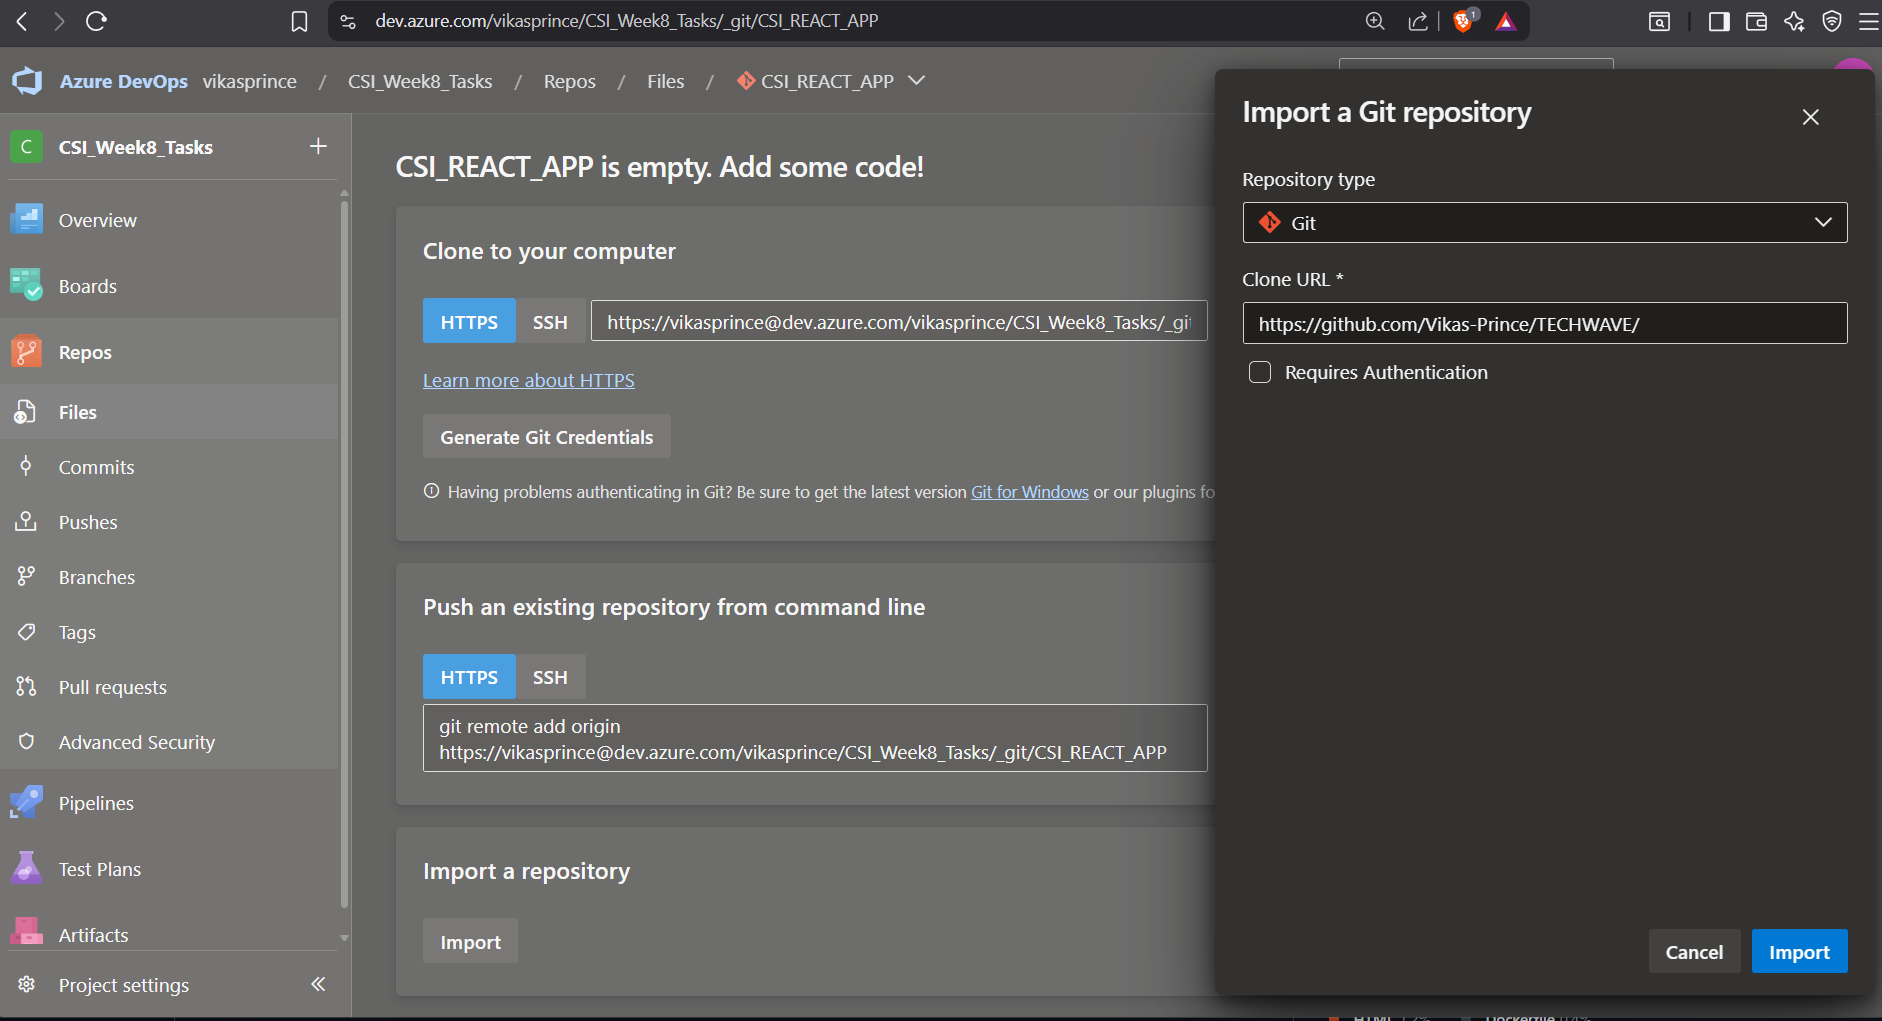 dev.azure.com/vikasprince/CSI_Week8_Tasks/_git/CSI_REACT_APP
1
Azure DevOps vikasprince / CSI_Week8_Tasks / Repos / Files / CSI_REACT_APP
C CSI_Week8_Tasks
Overview
Boards
Repos
Files
Commits
Pushes
Branches
Tags
Pull requests
Advanced Security
Pipelines
Test Plans
Artifacts
Project settings
CSI_REACT_APP is empty. Add some code!
Clone to your computer
HTTPS SSH https://vikasprince@dev.azure.com/vikasprince/CSI_Week8_Tasks/_git
Learn more about HTTPS
Generate Git Credentials
Having problems authenticating in Git? Be sure to get the latest version Git for Windows or our plugins fo
Push an existing repository from command line
HTTPS SSH
git remote add origin
https://vikasprince@dev.azure.com/vikasprince/CSI_Week8_Tasks/_git/CSI_REACT_APP
Import a repository
Import
Import a Git repository
Repository type
Git
Clone URL *
https://github.com/Vikas-Prince/TECHWAVE/
Requires Authentication
Cancel Import